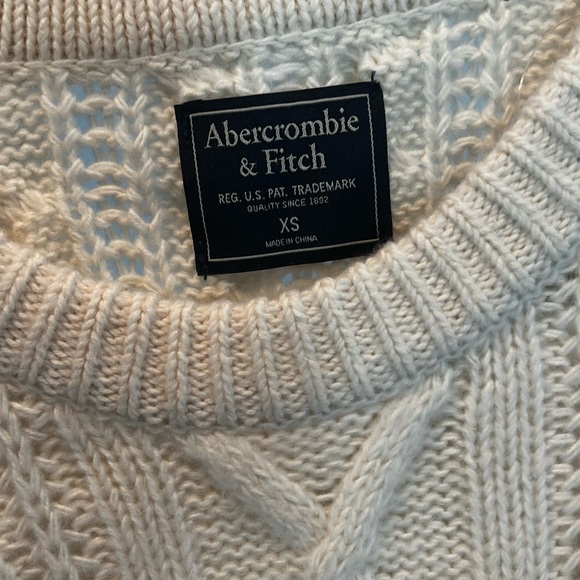 Abercrombie
& Fitch
REG. U.S. PAT. TRADEMARK
QUALITY SINCE 1892
XS
MADE IN CHINA